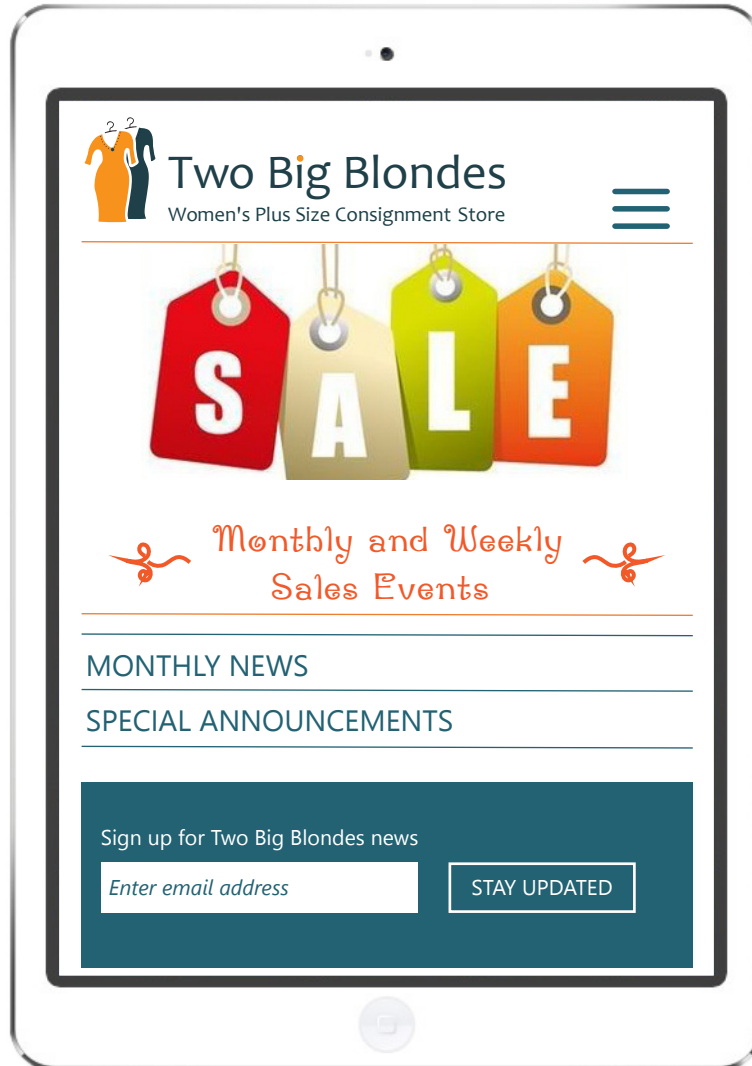 Two Big Blondes
Women's Plus Size Consignment Store
SALE
Monthly and Weekly
Sales Events
MONTHLY NEWS
SPECIAL ANNOUNCEMENTS
Sign up for Two Big Blondes news
Enter email address
STAY UPDATED